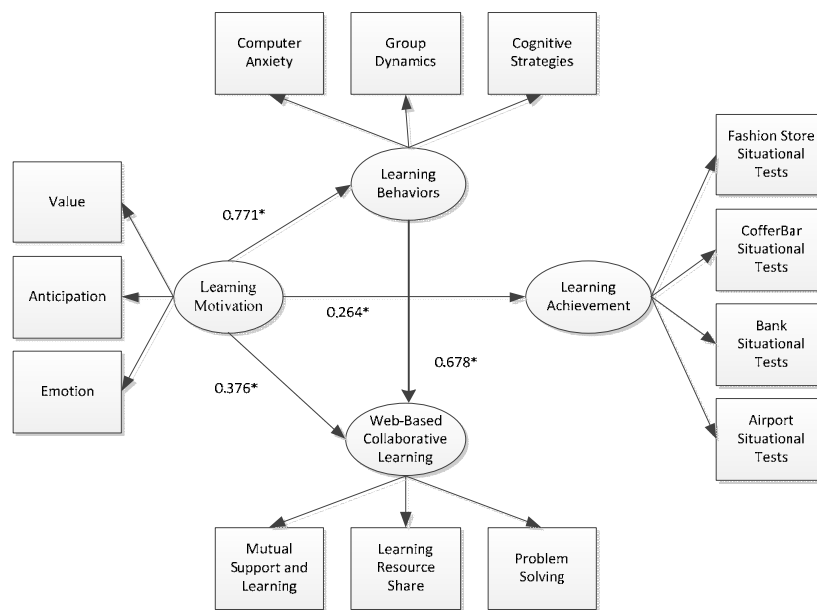 Computer
Anxiety
Group
Dynamics
Cognitive
Strategies
Fashion Store
Situational
Tests
Learning
Behaviors
Value
0.771*
CofferBar
Situational
Tests
Learning
Motivation
Learning
Achievement
Anticipation
0.264*
Bank
Situational
Tests
0.678*
Emotion
0.376*
Web-Based
Collaborative
Learning
Airport
Situational
Tests
Mutual
Support and
Learning
Learning
Resource
Share
Problem
Solving